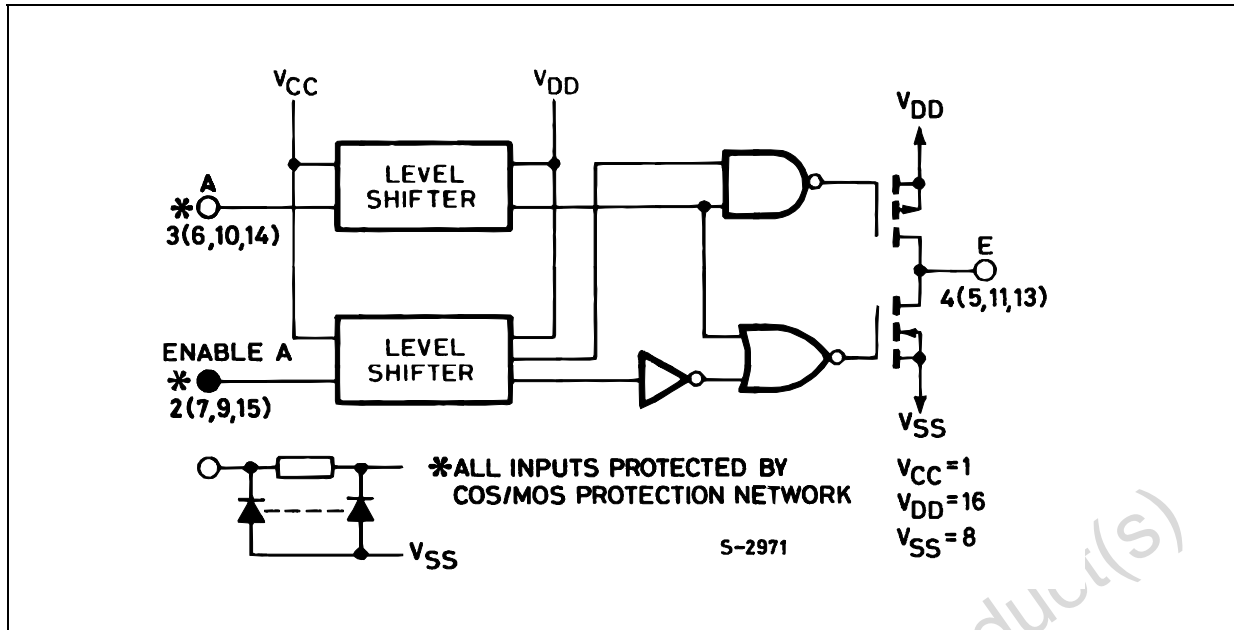 VCC
VDD
VDD
LEVEL
SHIFTER
A
*
3(6,10,14)
E
4(5,11,13)
ENABLE A
*
2(7,9,15)
LEVEL
SHIFTER
VSS
*ALL INPUTS PROTECTED BY
COS/MOS PROTECTION NETWORK
VSS
S-2971
VCC=1
VDD=16
VSS=8
duct(s)